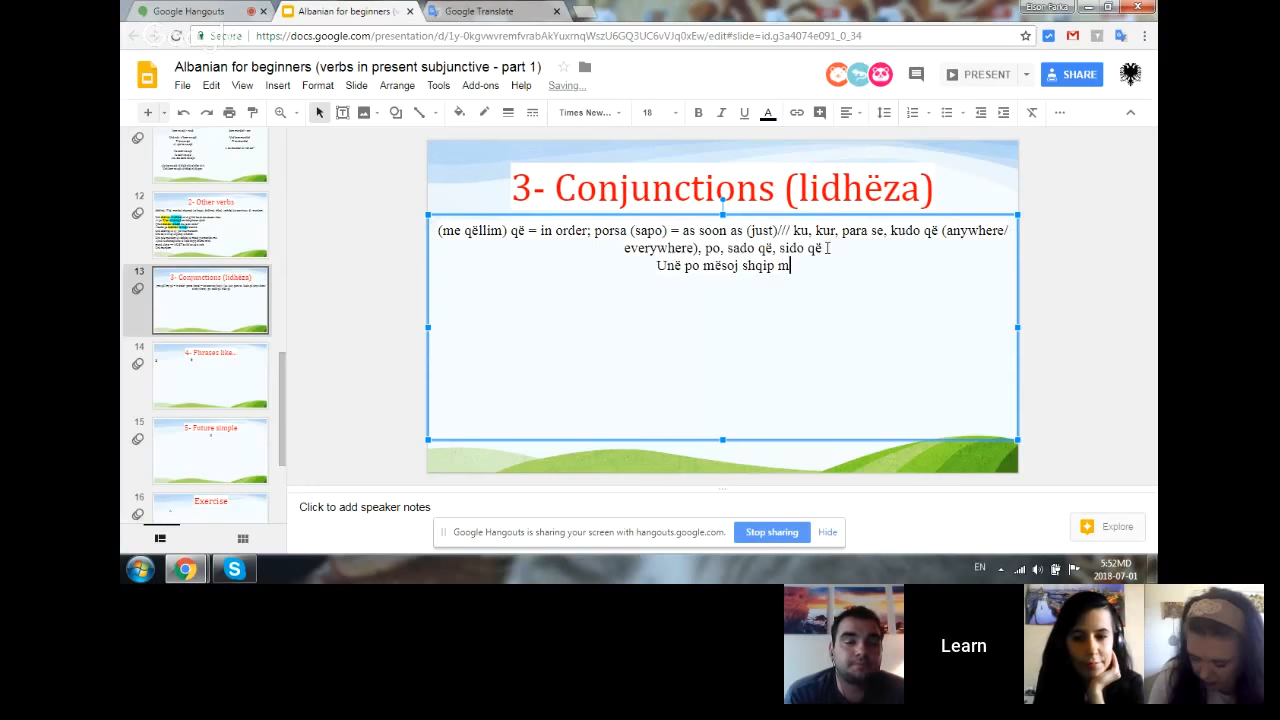 Google Hangouts
Albanian for beginners (
Google Translate
Elson Farka
Secure
https://docs.google.com/presentation/d/1y-0kgvwvremfvrabAkYuxrnqWszU6GQ3UC6vVJq0xEw/edit#slide=id.g3a4074e091_0_34
Albanian for beginners (verbs in present subjunctive - part 1)
File Edit View Insert Format Slide Arrange Tools Add-ons Help Saving...
PRESENT
SHARE
Times New...
18
B I U A
12
2- Other verbs
13
3- Conjunctions (lidhëza)
14
4- Phrases like...
15
5- Future simple
16
Exercise
3- Conjunctions (lidhëza)
(më qëllim) që = in order; = as soon as (just)/// ku, kur, para se, kudo që (anywhere/
everywhere), po, sado që, sido që
Unë po mësoj shqip m
Click to add speaker notes
Explore
Google Hangouts is sharing your screen with hangouts.google.com.
Stop sharing
Hide
EN
5:52MD
2018-07-01
Learn